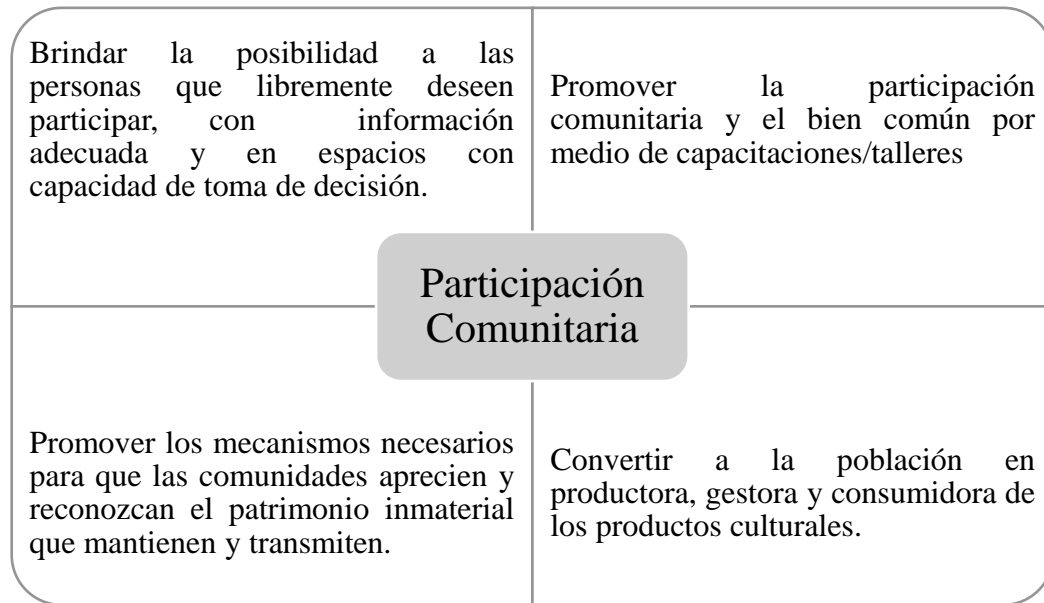 Brindar la posibilidad a las
personas que libremente deseen
participar, con información
adecuada y en espacios con
capacidad de toma de decisión.
Promover la participación
comunitaria y el bien común por
medio de capacitaciones/talleres
Participación
Comunitaria
Promover los mecanismos necesarios
para que las comunidades aprecien y
reconozcan el patrimonio inmaterial
que mantienen y transmiten.
Convertir a la población en
productora, gestora y consumidora de
los productos culturales.